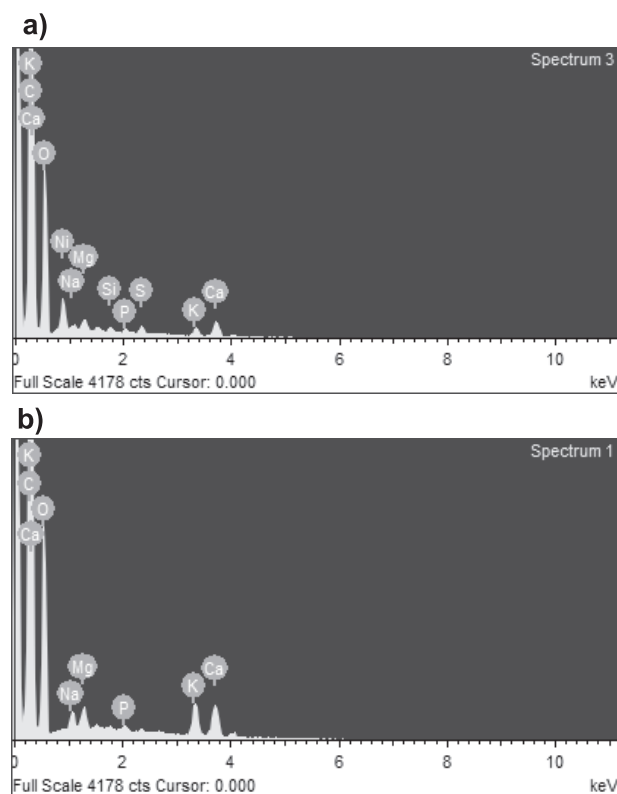 a)
Spectrum 3
K
C
Ca
O
Ni
Mg
Na
Si
S
P
K
Ca
0 2 4 6 8 10
Full Scale 4178 cts Cursor: 0.000 keV
b)
Spectrum 1
K
C
O
Ca
Mg
Na
P
K
Ca
0 2 4 6 8 10
Full Scale 4178 cts Cursor: 0.000 keV